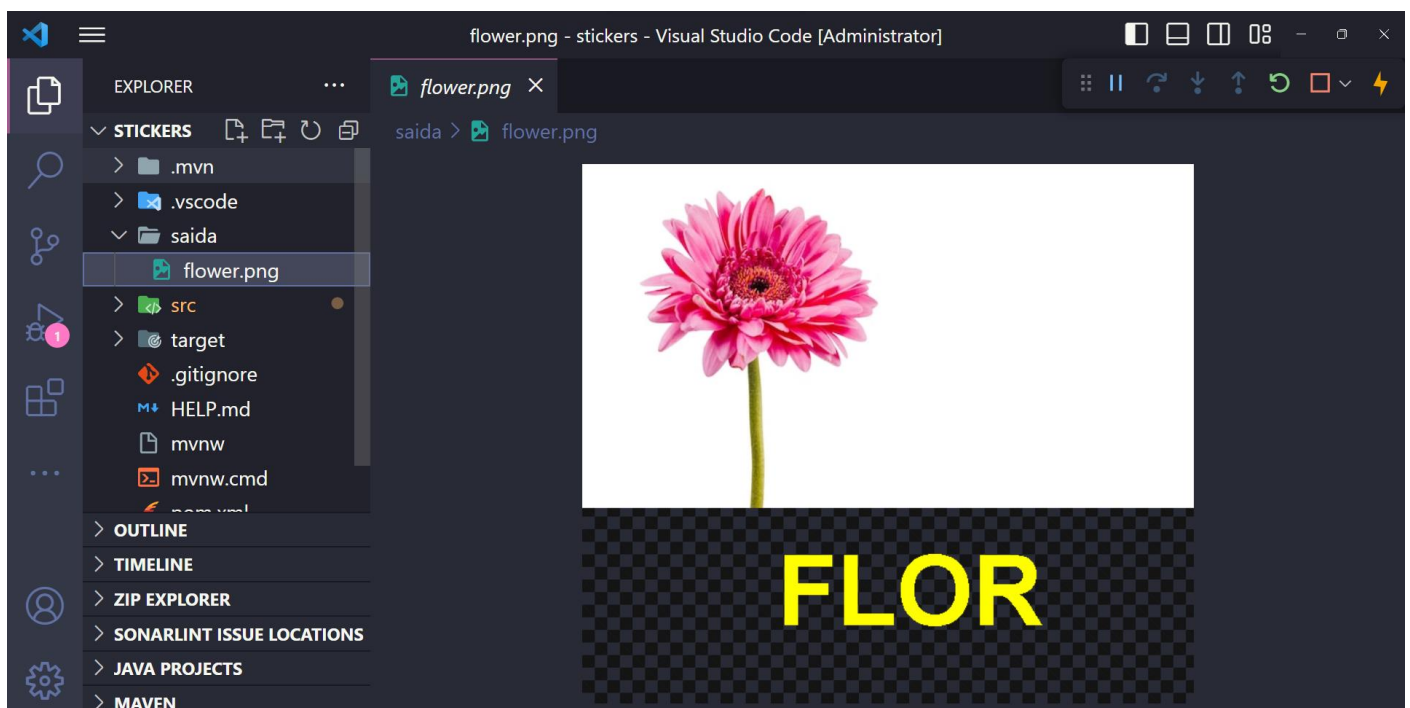 flower.png - stickers - Visual Studio Code [Administrator]
EXPLORER
flower.png
STICKERS
saida > flower.png
.mvn
.vscode
saida
flower.png
src
target
.gitignore
HELP.md
mvnw
mvnw.cmd
pom.xml
OUTLINE
TIMELINE
ZIP EXPLORER
SONARLINT ISSUE LOCATIONS
JAVA PROJECTS
MAVEN
1
M↓
FLOR